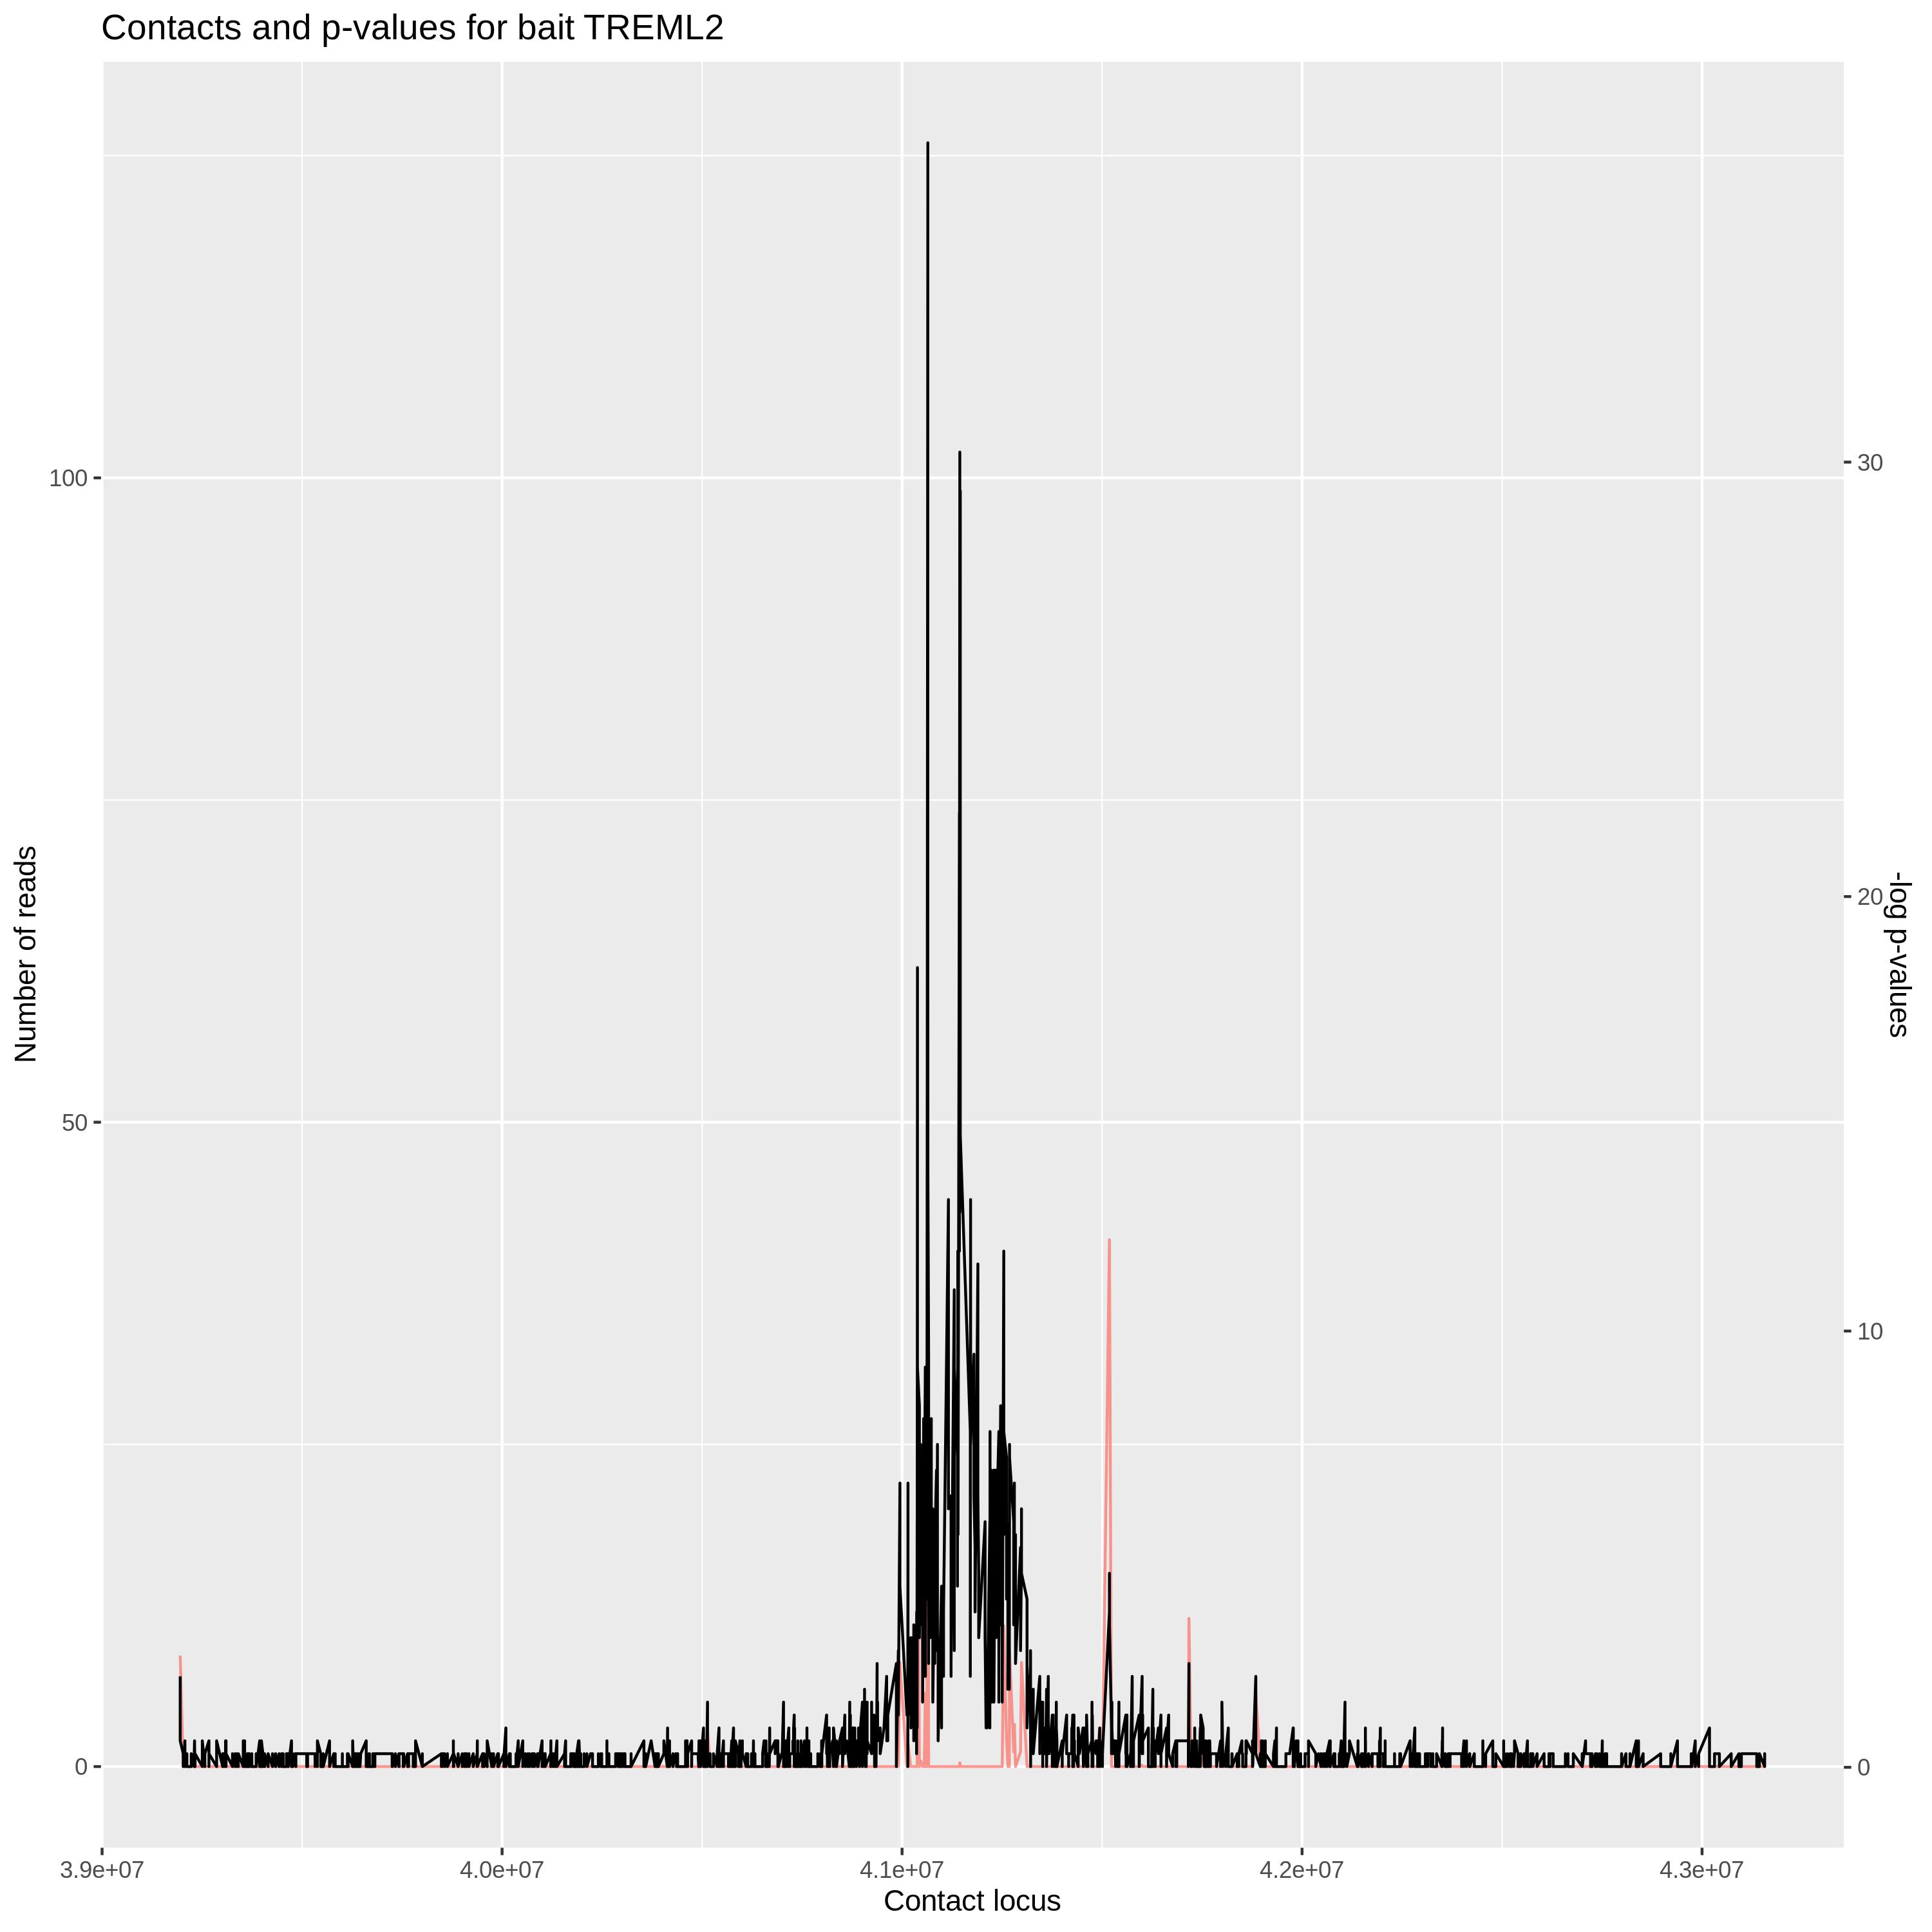 Contacts and p-values for bait TREML2
Number of reads
100
50
0
30
20
10
0
-log p-values
3.9e+07 4.0e+07 4.1e+07 4.2e+07 4.3e+07
Contact locus